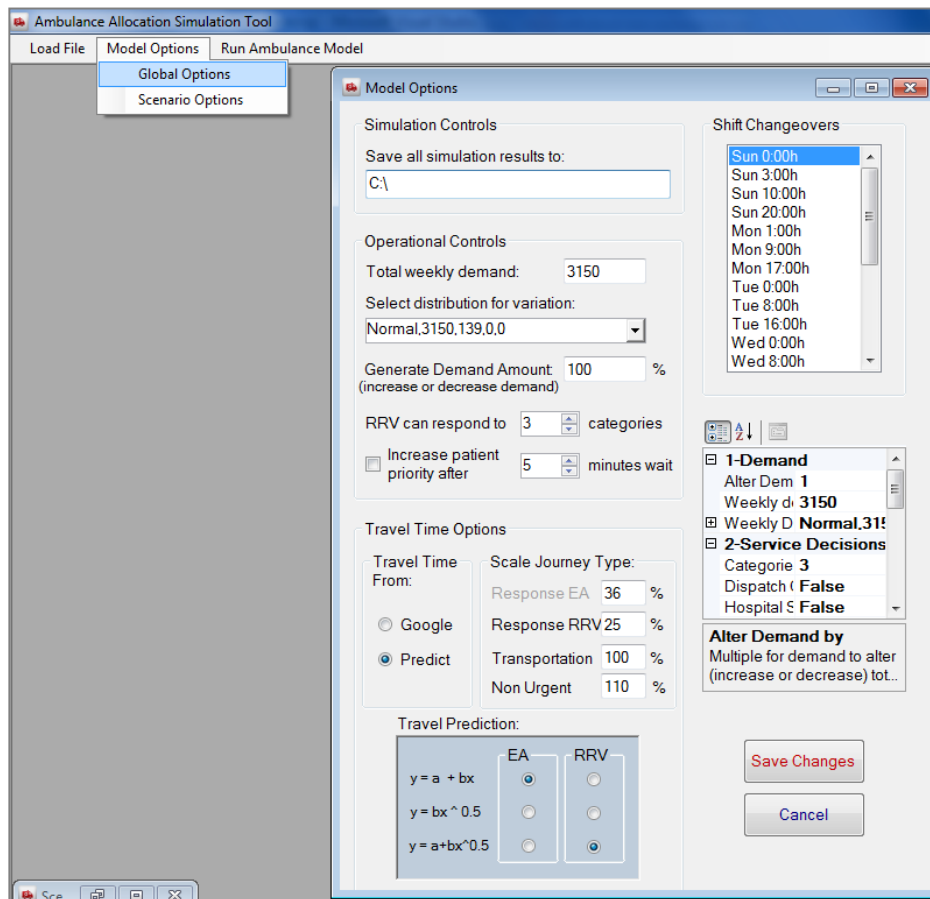 Ambulance Allocation Simulation Tool
Load File Model Options Run Ambulance Model
Global Options
Scenario Options
Model Options
Simulation Controls
Save all simulation results to:
C:\
Operational Controls
Total weekly demand: 3150
Select distribution for variation:
Normal,3150,139,0,0
Generate Demand Amount: 100 %
(increase or decrease demand)
RRV can respond to 3 categories
Increase patient
priority after 5 minutes wait
Travel Time Options
Travel Time
From:
Google
Predict
Scale Journey Type:
Response EA 36 %
Response RRV 25 %
Transportation 100 %
Non Urgent 110 %
Travel Prediction:
EA RRV
y = a + bx
y = bx ^ 0.5
y = a+bx^0.5
Shift Changeovers
Sun 0:00h
Sun 3:00h
Sun 10:00h
Sun 20:00h
Mon 1:00h
Mon 9:00h
Mon 17:00h
Tue 0:00h
Tue 8:00h
Tue 16:00h
Wed 0:00h
Wed 8:00h
1-Demand
Alter Dem 1
Weekly d 3150
Weekly D Normal,315
2-Service Decisions
Categorie 3
Dispatch False
Hospital S False
Alter Demand by
Multiple for demand to alter
(increase or decrease) tot...
Save Changes
Cancel
Sce...